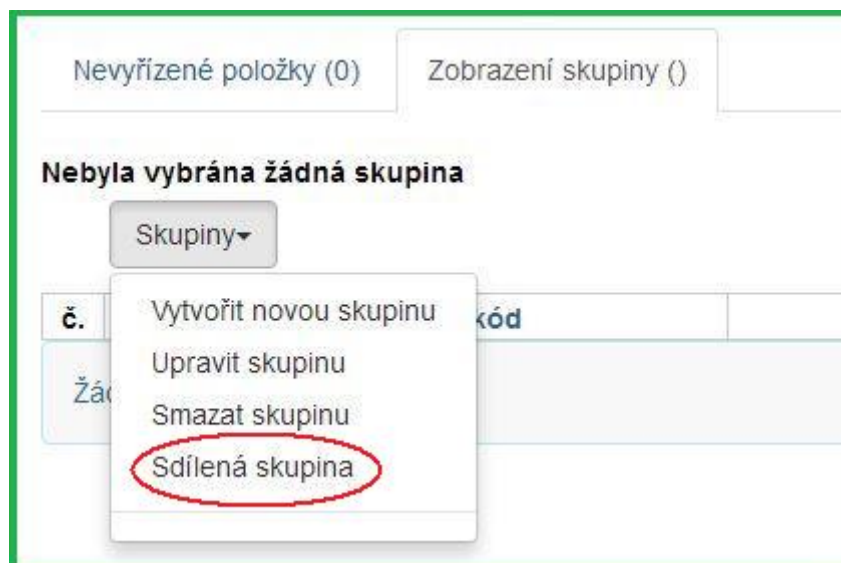 Nevyřízené položky (0) Zobrazení skupiny ()
Nebyla vybrána žádná skupina
Skupiny
Vytvořit novou skupinu
č. kód
Upravit skupinu
Smazat skupinu
Sdílená skupina